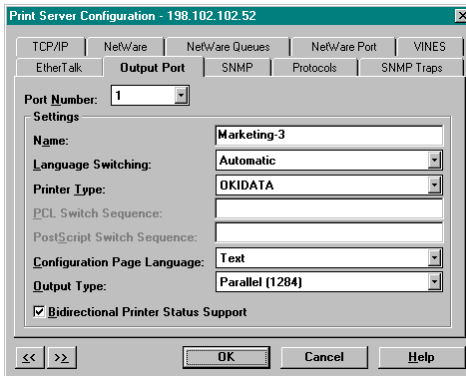 Print Server Configuration - 198.102.102.52
TCP/IP NetWare NetWare Queues NetWare Port VINES
EtherTalk Output Port SNMP Protocols SNMP Traps
Port Number: 1
Settings
Name: Marketing-3
Language Switching: Automatic
Printer Type: OKIDATA
PCL Switch Sequence:
PostScript Switch Sequence:
Configuration Page Language: Text
Output Type: Parallel (1284)
Bidirectional Printer Status Support
<< >> OK Cancel Help